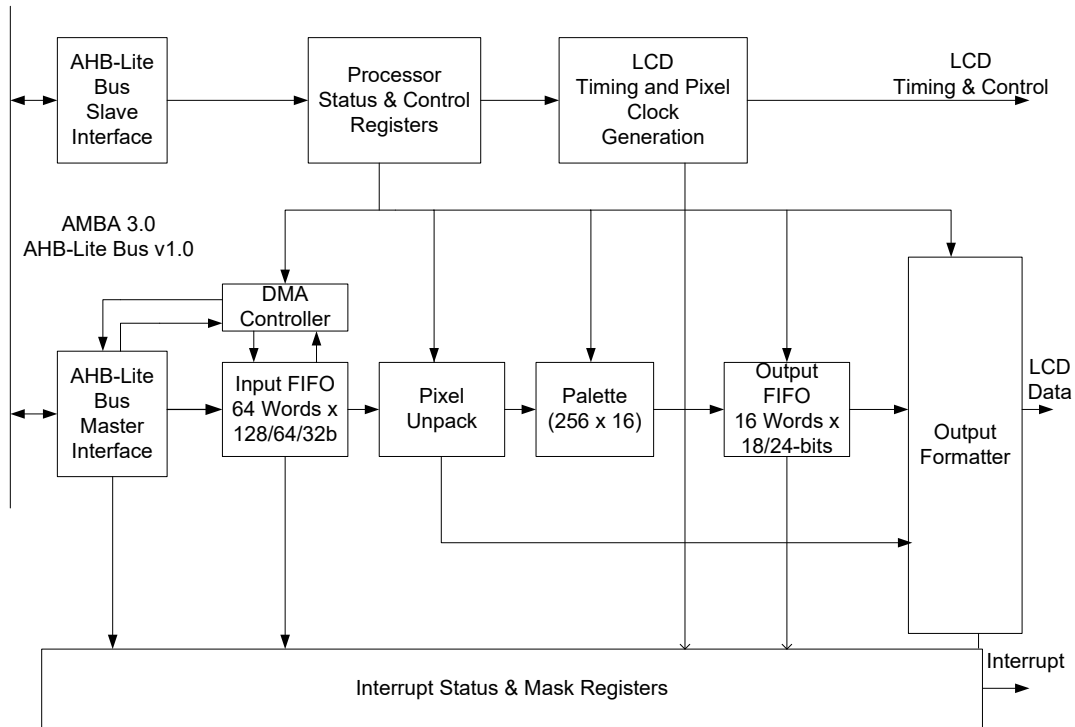 AHB-Lite
Bus
Slave
Interface
Processor
Status & Control
Registers
LCD
Timing and Pixel
Clock
Generation
LCD
Timing & Control
AMBA 3.0
AHB-Lite Bus v1.0
DMA
Controller
AHB-Lite
Bus
Master
Interface
Input FIFO
64 Words x
128/64/32b
Pixel
Unpack
Palette
(256 x 16)
Output
FIFO
16 Words x
18/24-bits
Output
Formatter
LCD
Data
Interrupt Status & Mask Registers
Interrupt